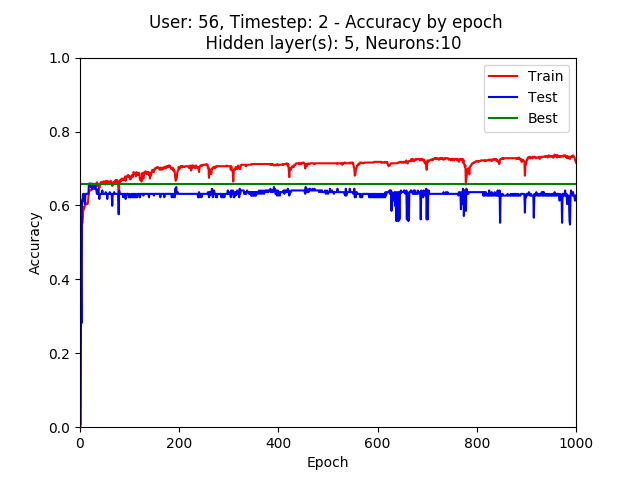 User: 56, Timestep: 2 - Accuracy by epoch
Hidden layer(s): 5, Neurons:10
Train
Test
Best
1.0
0.8
0.6
0.4
0.2
0.0
Accuracy
0 200 400 600 800 1000
Epoch